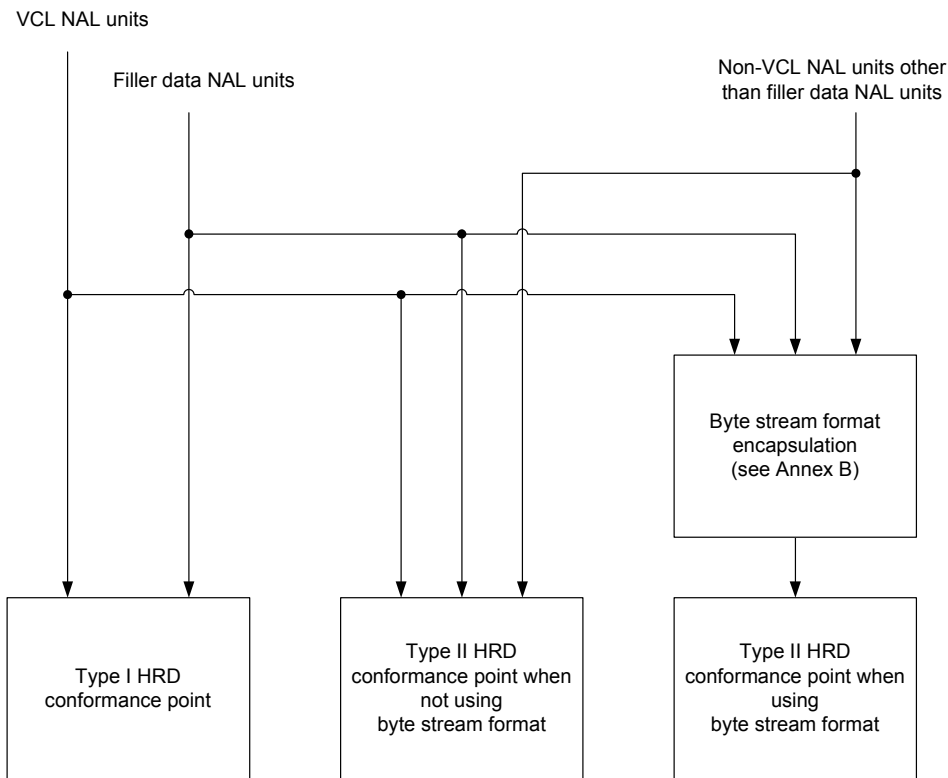 VCL NAL units
Filler data NAL units
Non-VCL NAL units other
than filler data NAL units
Byte stream format
encapsulation
(see Annex B)
Type I HRD
conformance point
Type II HRD
conformance point when
not using
byte stream format
Type II HRD
conformance point when
using
byte stream format